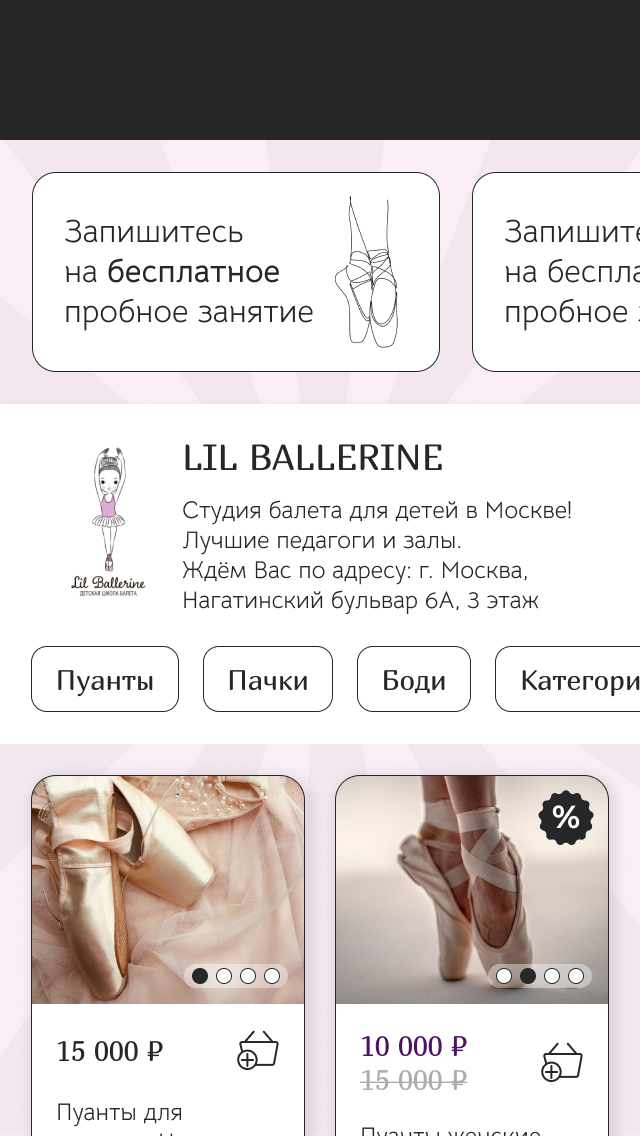 Запишитесь
на бесплатное
пробное занятие
Запишите
на беспла
пробное
LIL BALLERINE
Студия балета для детей в Москве!
Лучшие педагоги и залы.
Ждём Вас по адресу: г. Москва,
Нагатинский бульвар 6А, 3 этаж
Lil Ballerine
ДЕТСКАЯ ШКОЛА БАЛЕТА
Пуанты
Пачки
Боди
Категори
%
15 000 ₽
10 000 ₽
15 000 ₽
Пуанты для
Пуанты женские